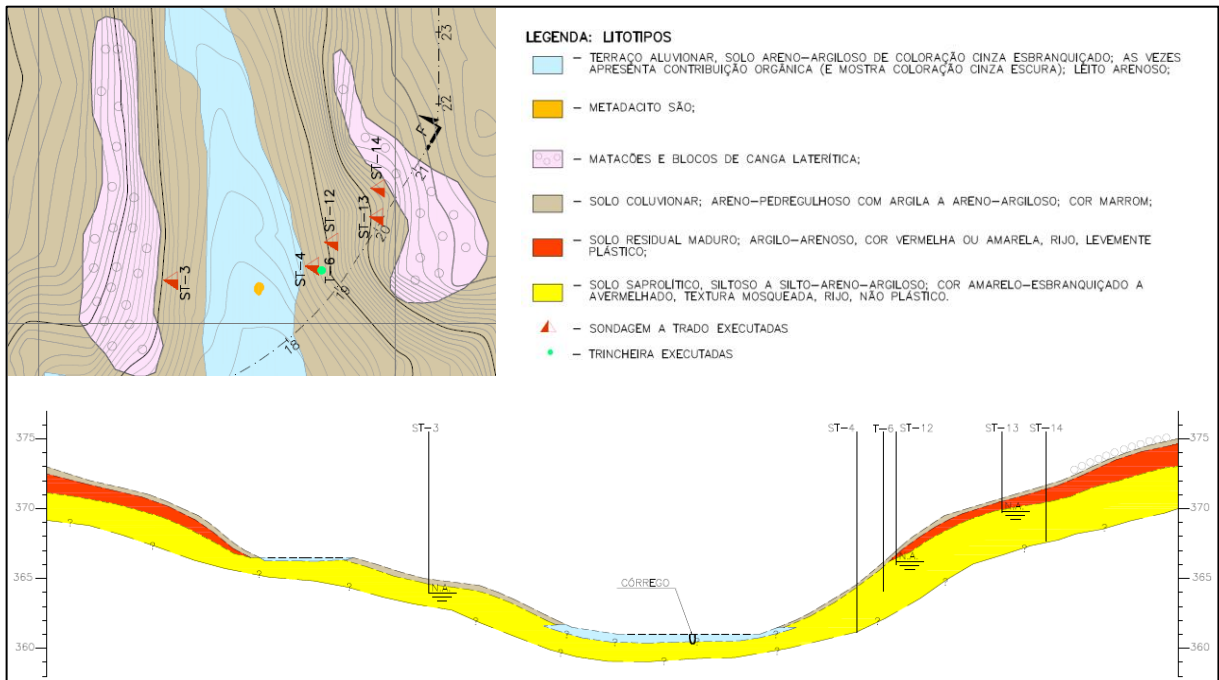 23
22
F
21
ST-14
ST-12
ST-13
20
ST-4
T-6
19
ST-3
18
LEGENDA: LITOTIPOS
– TERRAÇO ALUVIONAR, SOLO ARENO-ARGILOSO DE COLORAÇÃO CINZA ESBRANQUIÇADO; AS VEZES
APRESENTA CONTRIBUIÇÃO ORGÂNICA (E MOSTRA COLORAÇÃO CINZA ESCURA); LEITO ARENOSO;
– METADACITO SÃO;
– MATACÕES E BLOCOS DE CANGA LATERÍTICA;
– SOLO COLUVIONAR; ARENO-PEDREGULHOSO COM ARGILA A ARENO-ARGILOSO; COR MARROM;
– SOLO RESIDUAL MADURO; ARGILO-ARENOSO, COR VERMELHA OU AMARELA, RIJO, LEVEMENTE
PLÁSTICO;
– SOLO SAPROLÍTICO, SILTOSO A SILTO-ARENO-ARGILOSO; COR AMARELO-ESBRANQUIÇADO A
AVERMELHADO, TEXTURA MOSQUEADA, RIJO, NÃO PLÁSTICO.
– SONDAGEM A TRADO EXECUTADAS
– TRINCHEIRA EXECUTADAS
ST-3 ST-4 T-6 ST-12 ST-13 ST-14
375 375
370 N.A. 370
N.A.
365 N.A. 365
CÓRREGO
360 360